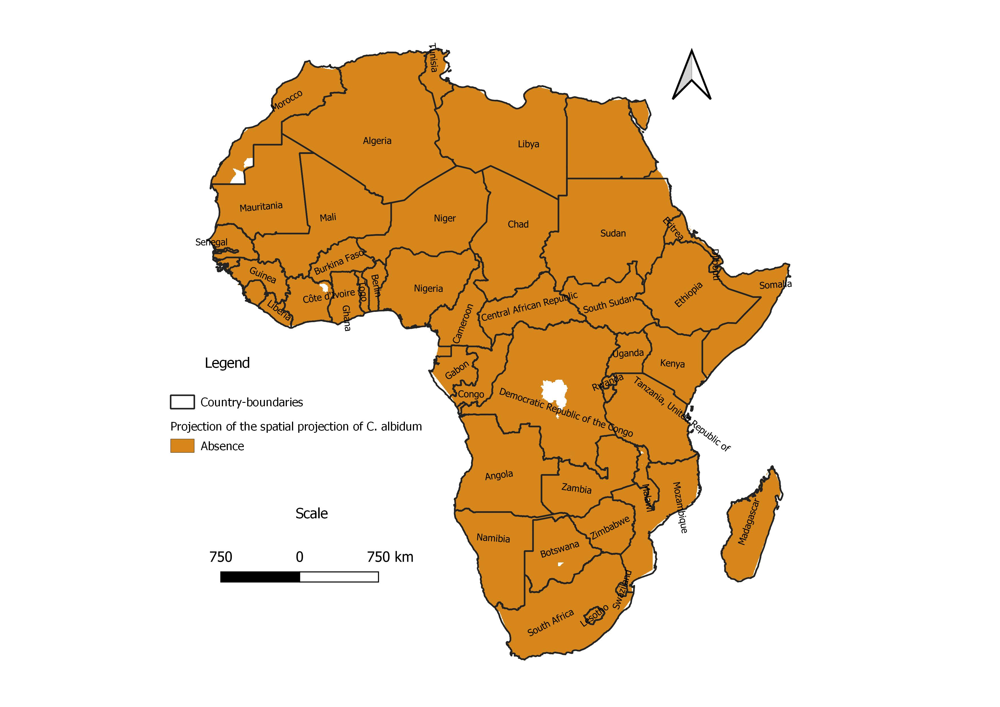 Tunisia
Morocco
Algeria
Libya
Mauritania
Mali
Niger
Chad
Sudan
Eritrea
Senegal
Burkina Faso
Djibouti
Guinea
Benin
Togo
Nigeria
Ethiopia
Somalia
Côte d'Ivoire
Liberia
Ghana
Cameroon
Central African Republic
South Sudan
Uganda
Kenya
Gabon
Rwanda
Congo
Democratic Republic of the Congo
Tanzania, United Republic of
Angola
Zambia
Malawi
Mozambique
Madagascar
Zimbabwe
Namibia
Botswana
Swaziland
South Africa
Lesotho
Legend
Country-boundaries
Projection of the spatial projection of C. albidum
Absence
Scale
750 0 750 km